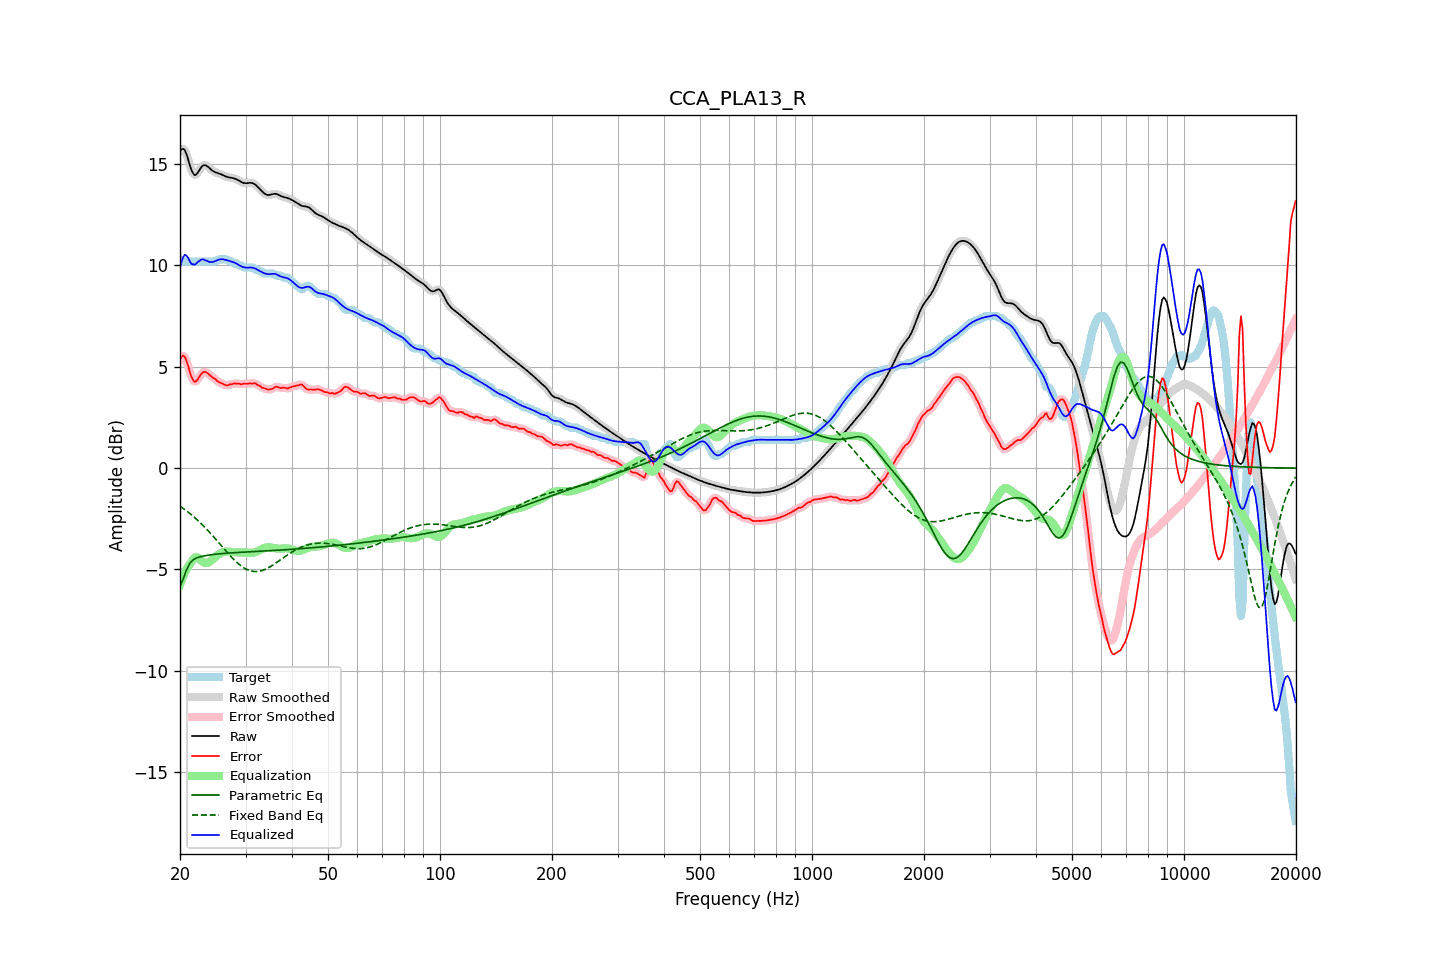 CCA_PLA13_R
Amplitude (dBr)
15
10
5
0
−5
−10
−15
Target
Raw Smoothed
Error Smoothed
Raw
Error
Equalization
Parametric Eq
Fixed Band Eq
Equalized
20 50 100 200 500 1000 2000 5000 10000 20000
Frequency (Hz)